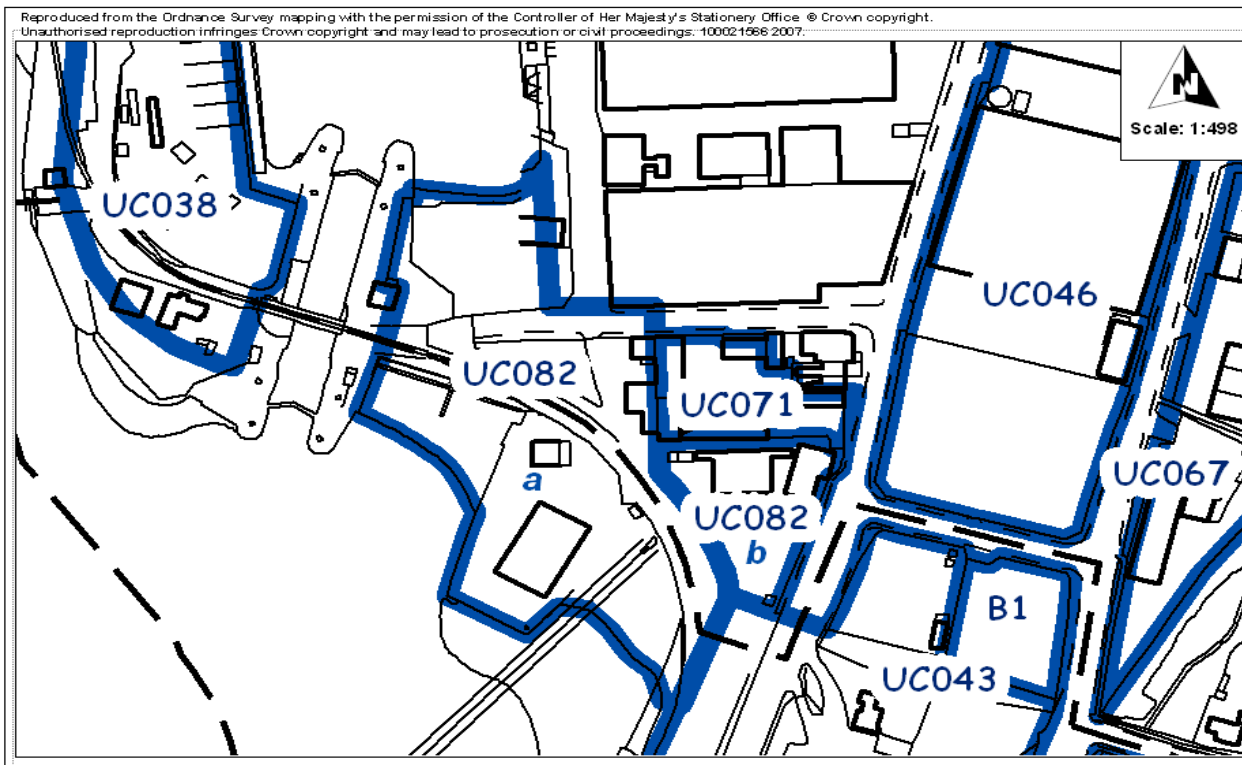 Reproduced from the Ordnance Survey mapping with the permission of the Controller of Her Majesty's Stationery Office © Crown copyright.
Unauthorised reproduction infringes Crown copyright and may lead to prosecution or civil proceedings. 100021566 2007.
N
Scale: 1:498
UC038
UC046
UC082
UC071
UC067
a
UC082
b
B1
UC043